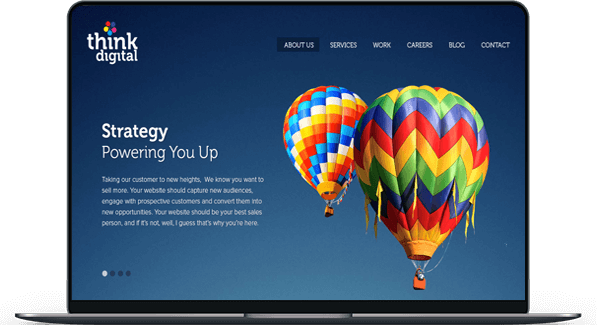 think
digital
ABOUT US SERVICES WORK CAREERS BLOG CONTACT
Strategy
Powering You Up
Taking our customer to new heights, We know you want to
sell more. Your website should capture new audiences,
engage with prospective customers and convert them into
new opportunities. Your website should be your best sales
person, and if it's not, well, I guess that's why you're here.